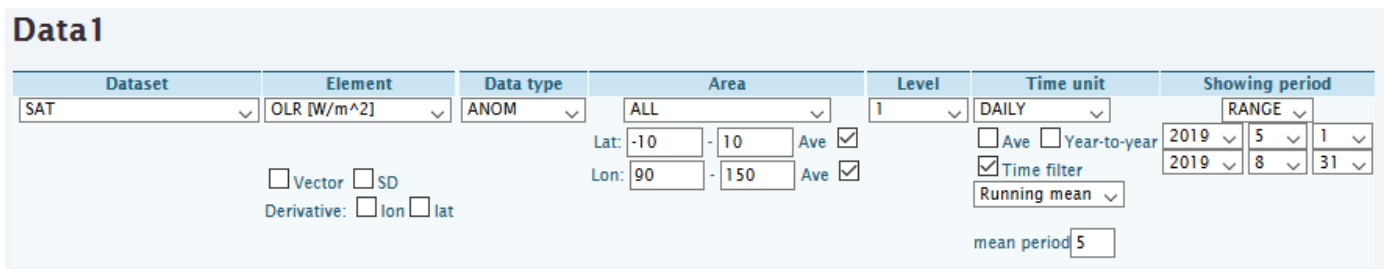 Data1
Dataset Element Data type Area Level Time unit Showing period
SAT OLR [W/m^2] ANOM ALL 1 DAILY RANGE
Lat: -10 - 10 Ave Ave Year-to-year 2019 5 1
Lon: 90 - 150 Ave Time filter 2019 8 31
Vector SD Running mean
Derivative: lon lat
mean period 5